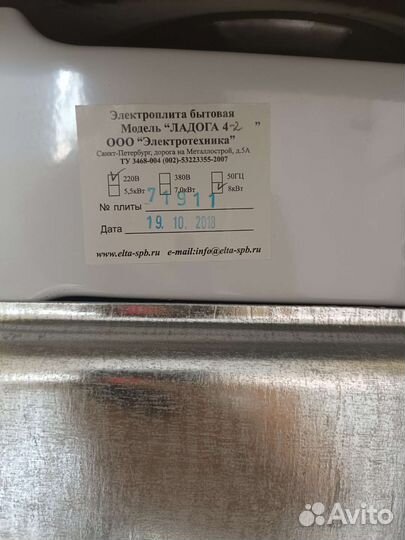 Электроплита бытовая
Модель “ЛАДОГА 4-2 ”
ООО “Электротехника”
Санкт-Петербург, дорога на Металлострой, д.5А
ТУ 3468-004 (002)-53223355-2007
220В 380В 50ГЦ
5,5кВт 7,0кВт 8кВт
№ плиты 71911
Дата 19. 10. 2018
www.elta-spb.ru e-mail:info@elta-spb.ru
Avito